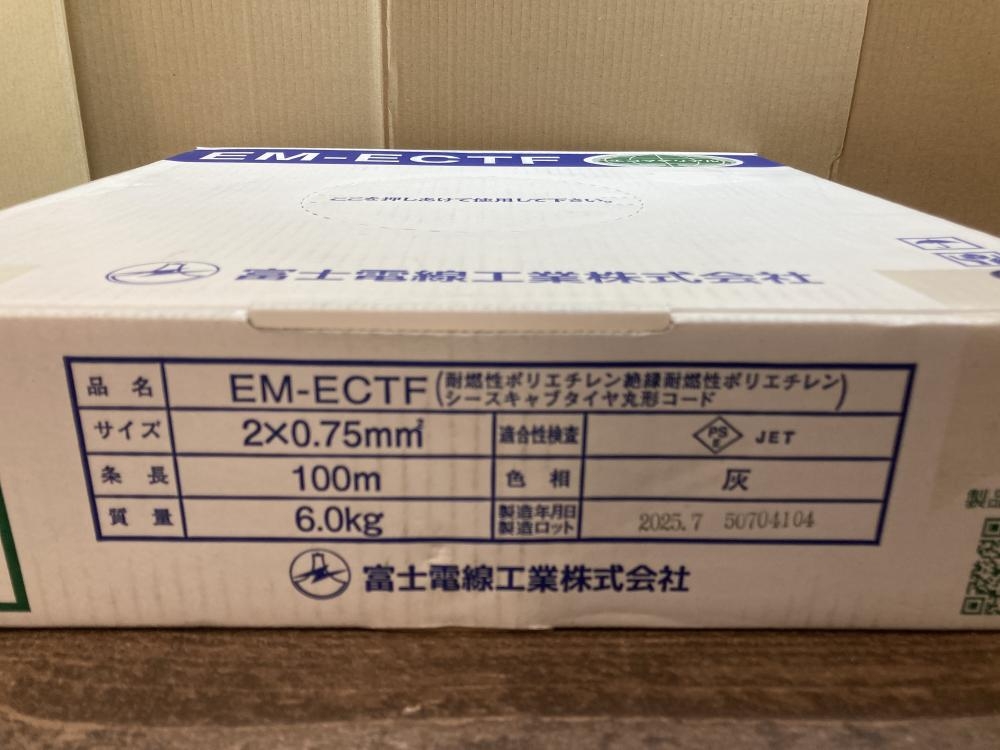 EM-ECTF
ここを押しあけて使用して下さい。
富士電線工業株式会社
品名 EM-ECTF (耐燃性ポリエチレン絶縁耐燃性ポリエチレン
シースキャブタイヤ丸形コード)
サイズ 2×0.75mm² 適合性検査 PS E JET
条長 100m 色相 灰
質量 6.0kg 製造年月日 製造ロット 2025.7 50704104
富士電線工業株式会社
製品